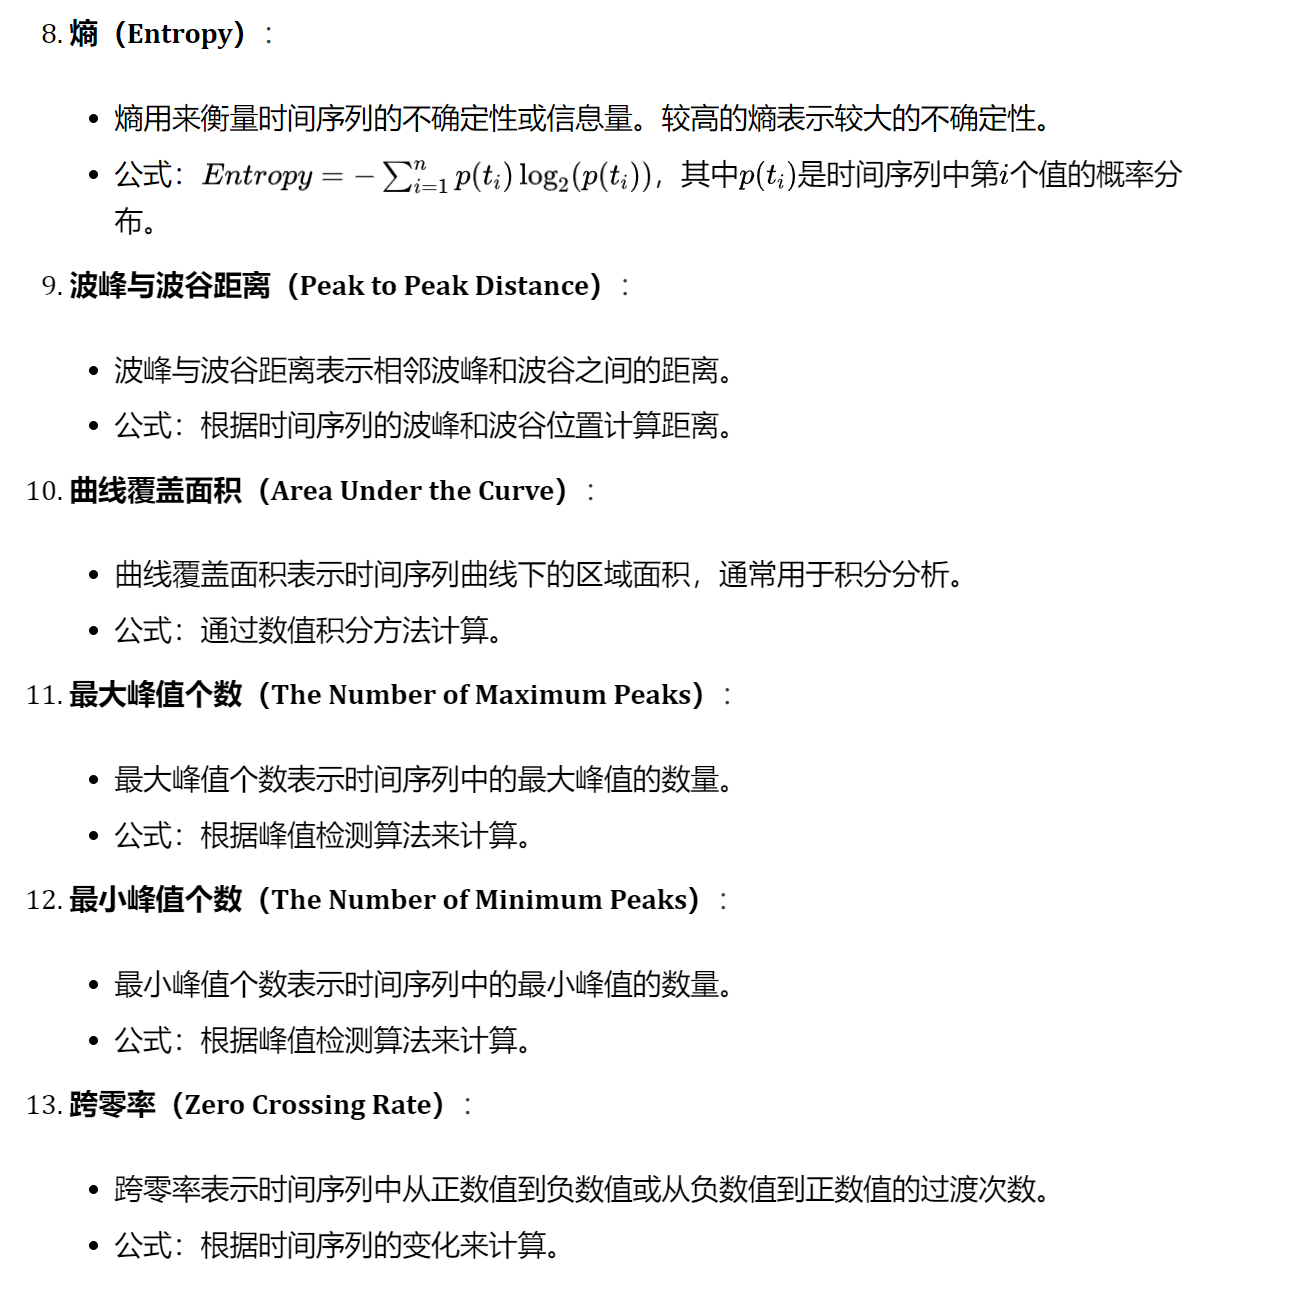 8. 熵（Entropy）：
• 熵用来衡量时间序列的不确定性或信息量。较高的熵表示较大的不确定性。
• 公式：$Entropy = -\sum_{i=1}^{n} p(t_i) \log_2(p(t_i))$，其中$p(t_i)$是时间序列中第$i$个值的概率分
布。
9. 波峰与波谷距离（Peak to Peak Distance）：
• 波峰与波谷距离表示相邻波峰和波谷之间的距离。
• 公式：根据时间序列的波峰和波谷位置计算距离。
10. 曲线覆盖面积（Area Under the Curve）：
• 曲线覆盖面积表示时间序列曲线下的区域面积，通常用于积分分析。
• 公式：通过数值积分方法计算。
11. 最大峰值个数（The Number of Maximum Peaks）：
• 最大峰值个数表示时间序列中的最大峰值的数量。
• 公式：根据峰值检测算法来计算。
12. 最小峰值个数（The Number of Minimum Peaks）：
• 最小峰值个数表示时间序列中的最小峰值的数量。
• 公式：根据峰值检测算法来计算。
13. 跨零率（Zero Crossing Rate）：
• 跨零率表示时间序列中从正数值到负数值或从负数值到正数值的过渡次数。
• 公式：根据时间序列的变化来计算。